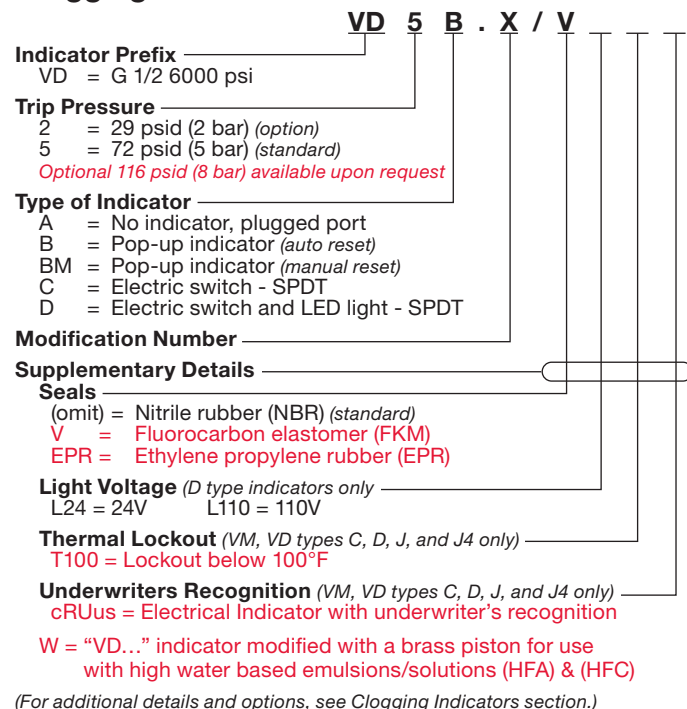 VD 5 B . X / V _ _ _
Indicator Prefix
VD = G 1/2 6000 psi
Trip Pressure
2 = 29 psid (2 bar) (option)
5 = 72 psid (5 bar) (standard)
Optional 116 psid (8 bar) available upon request
Type of Indicator
A = No indicator, plugged port
B = Pop-up indicator (auto reset)
BM = Pop-up indicator (manual reset)
C = Electric switch - SPDT
D = Electric switch and LED light - SPDT
Modification Number
Supplementary Details
Seals
(omit) = Nitrile rubber (NBR) (standard)
V = Fluorocarbon elastomer (FKM)
EPR = Ethylene propylene rubber (EPR)
Light Voltage (D type indicators only
L24 = 24V L110 = 110V
Thermal Lockout (VM, VD types C, D, J, and J4 only)
T100 = Lockout below 100°F
Underwriters Recognition (VM, VD types C, D, J, and J4 only)
cRUus = Electrical Indicator with underwriter's recognition
W = “VD…” indicator modified with a brass piston for use
with high water based emulsions/solutions (HFA) & (HFC)
(For additional details and options, see Clogging Indicators section.)